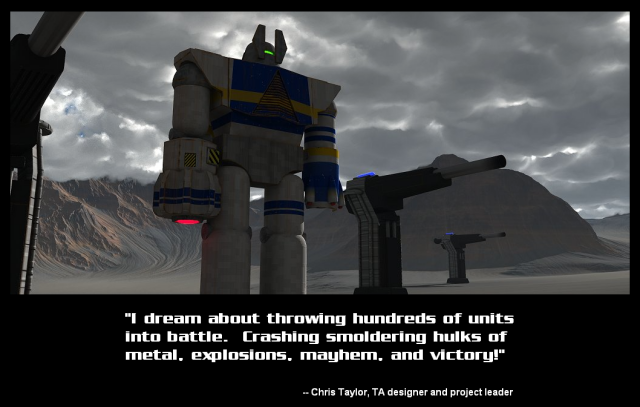 "I dream about throwing hundreds of units
into battle.  Crashing smoldering hulks of
metal, explosions, mayhem, and victory!"
-- Chris Taylor, TA designer and project leader